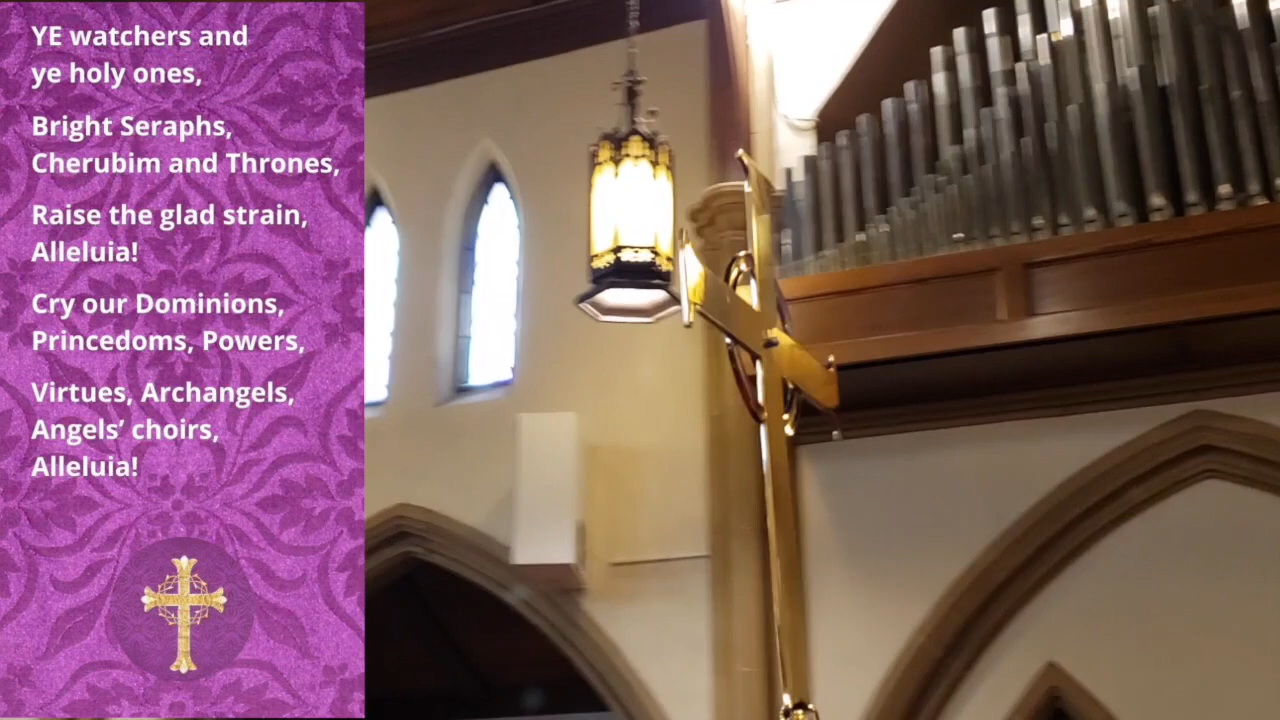 YE watchers and
ye holy ones,
Bright Seraphs,
Cherubim and Thrones,
Raise the glad strain,
Alleluia!
Cry our Dominions,
Princedoms, Powers,
Virtues, Archangels,
Angels’ choirs,
Alleluia!